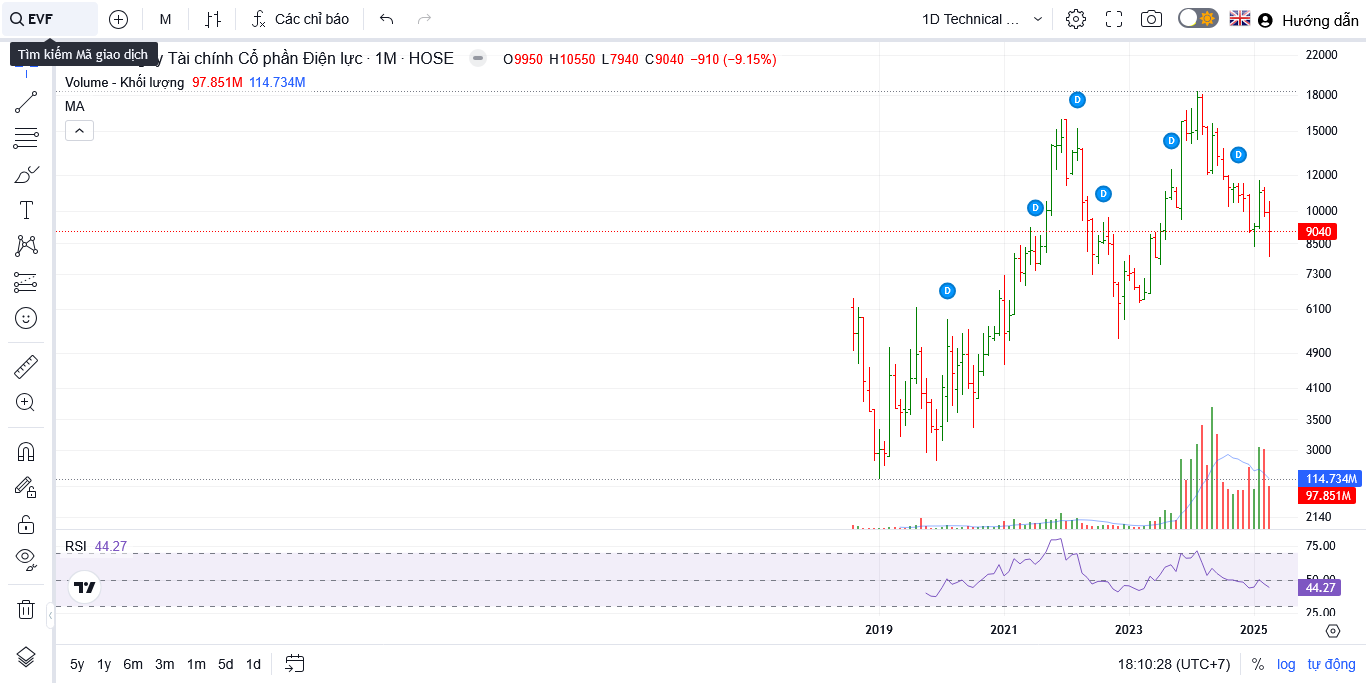 EVF
M
Các chỉ báo
1D Technical ...
Hướng dẫn
Tìm kiếm Mã giao dịch
Tài chính Cổ phần Điện lực · 1M · HOSE
O9950 H10550 L7940 C9040 −910 (−9.15%)
Volume - Khối lượng 97.851M 114.734M
MA
D
D
D
D
D
D
22000
18000
15000
12000
10000
9040
8500
7300
6100
4900
4100
3500
3000
114.734M
97.851M
2140
RSI 44.27
75.00
50.00
44.27
25.00
2019 2021 2023 2025
5y 1y 6m 3m 1m 5d 1d
18:10:28 (UTC+7) % log tự động